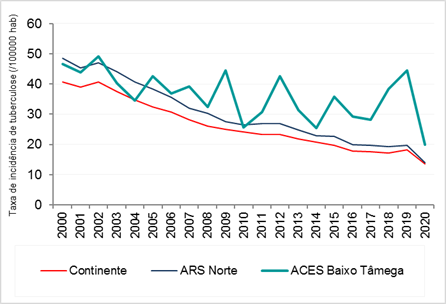 Taxa de incidência de tuberculose (/100000 hab)
60
50
40
30
20
10
0
2000 2001 2002 2003 2004 2005 2006 2007 2008 2009 2010 2011 2012 2013 2014 2015 2016 2017 2018 2019 2020
Continente ARS Norte ACES Baixo Tâmega